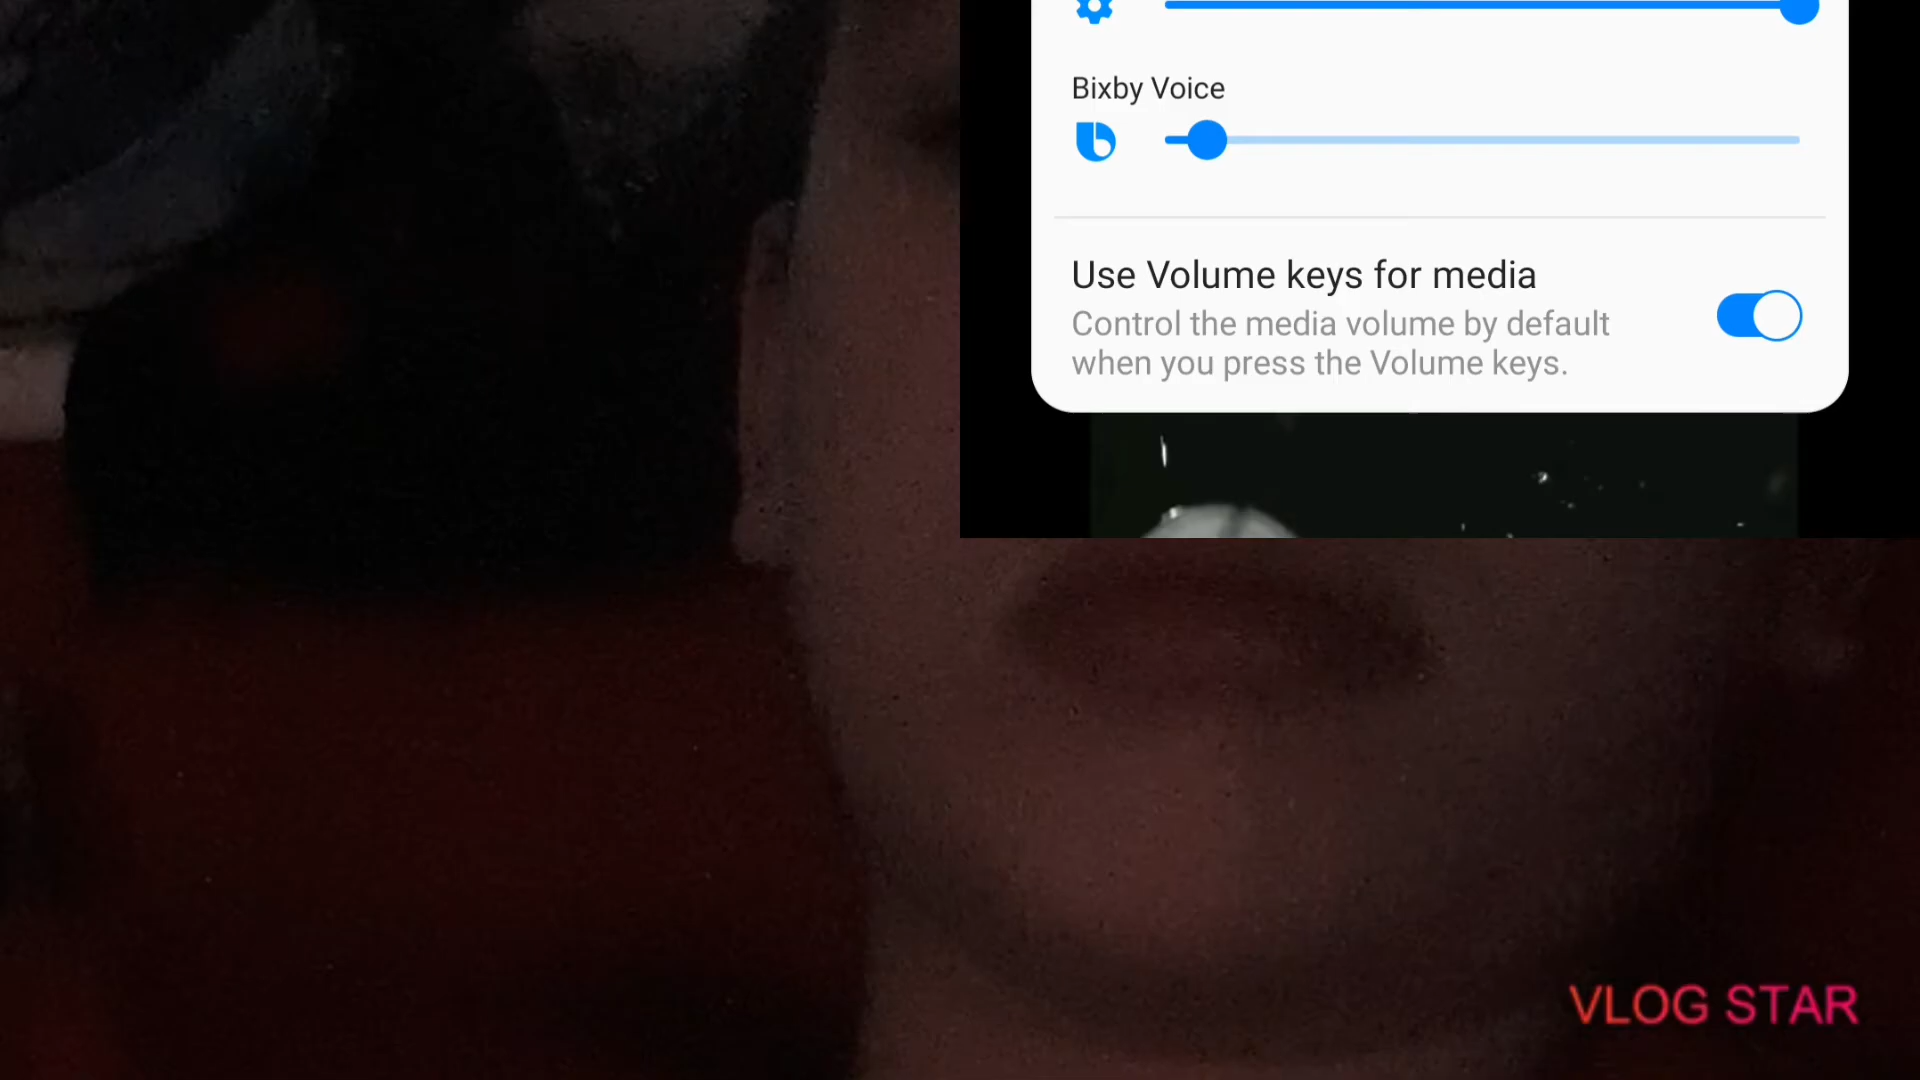 Bixby Voice
Use Volume keys for media
Control the media volume by default
when you press the Volume keys.
VLOG STAR